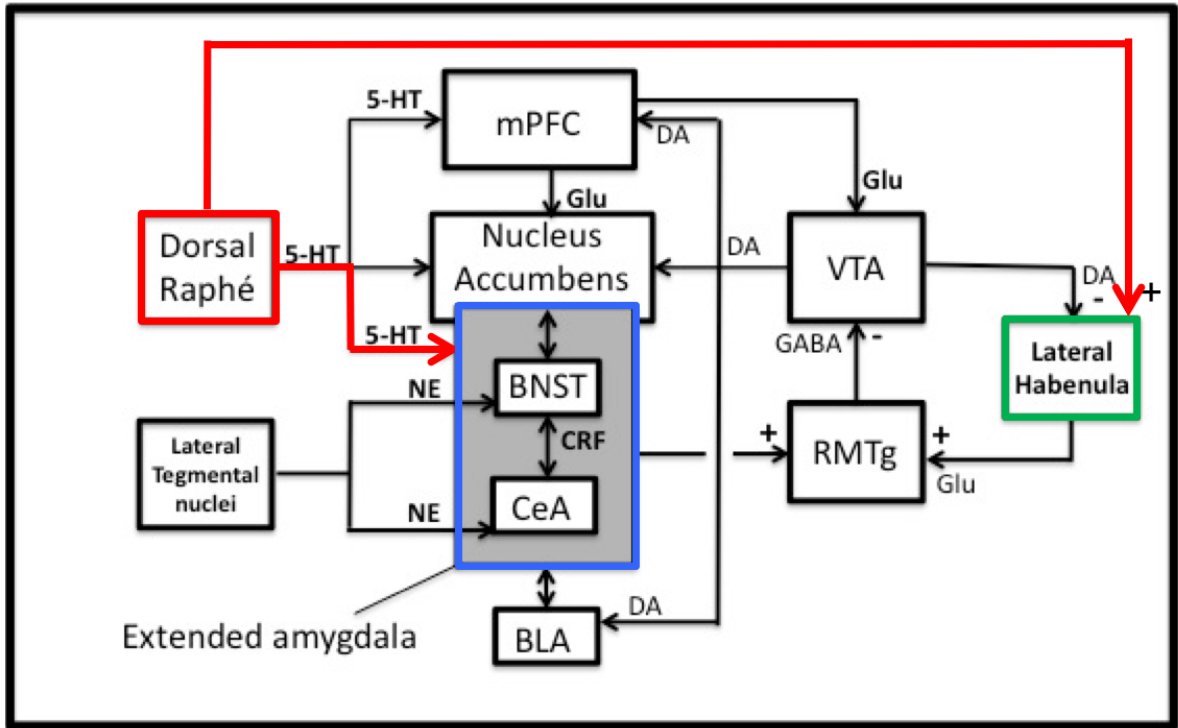 5-HT
mPFC
DA
Glu
Glu
Dorsal
Raphé
5-HT
Nucleus
Accumbens
DA
VTA
DA
-
+
5-HT
GABA
-
Lateral
Habenula
NE
BNST
Lateral
Tegmental
nuclei
CRF
+
RMTg
+
Glu
NE
CeA
Extended amygdala
BLA
DA